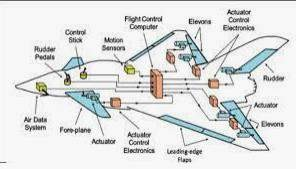 Flight Control
Computer
Elevons
Actuator
Control
Electronics
Control
Stick
Motion
Sensors
Rudder
Pedals
Rudder
Actuator
Elevons
Air Data
System
Fore-plane
Actuator
Actuator
Control
Electronics
Leading-edge
Flaps